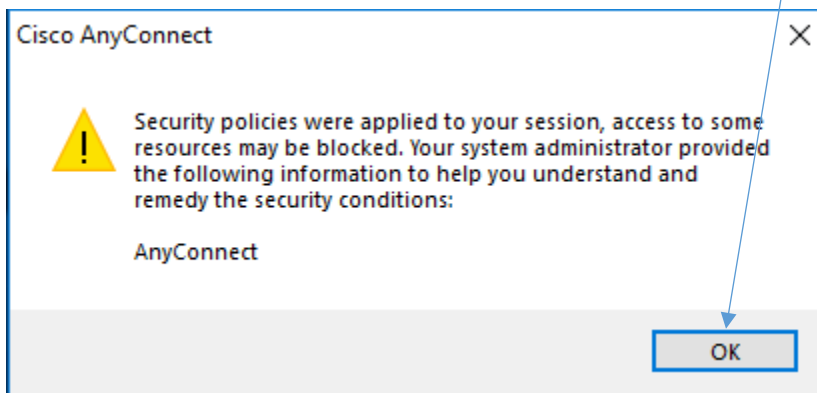 Cisco AnyConnect
Security policies were applied to your session, access to some
resources may be blocked. Your system administrator provided
the following information to help you understand and
remedy the security conditions:
AnyConnect
OK